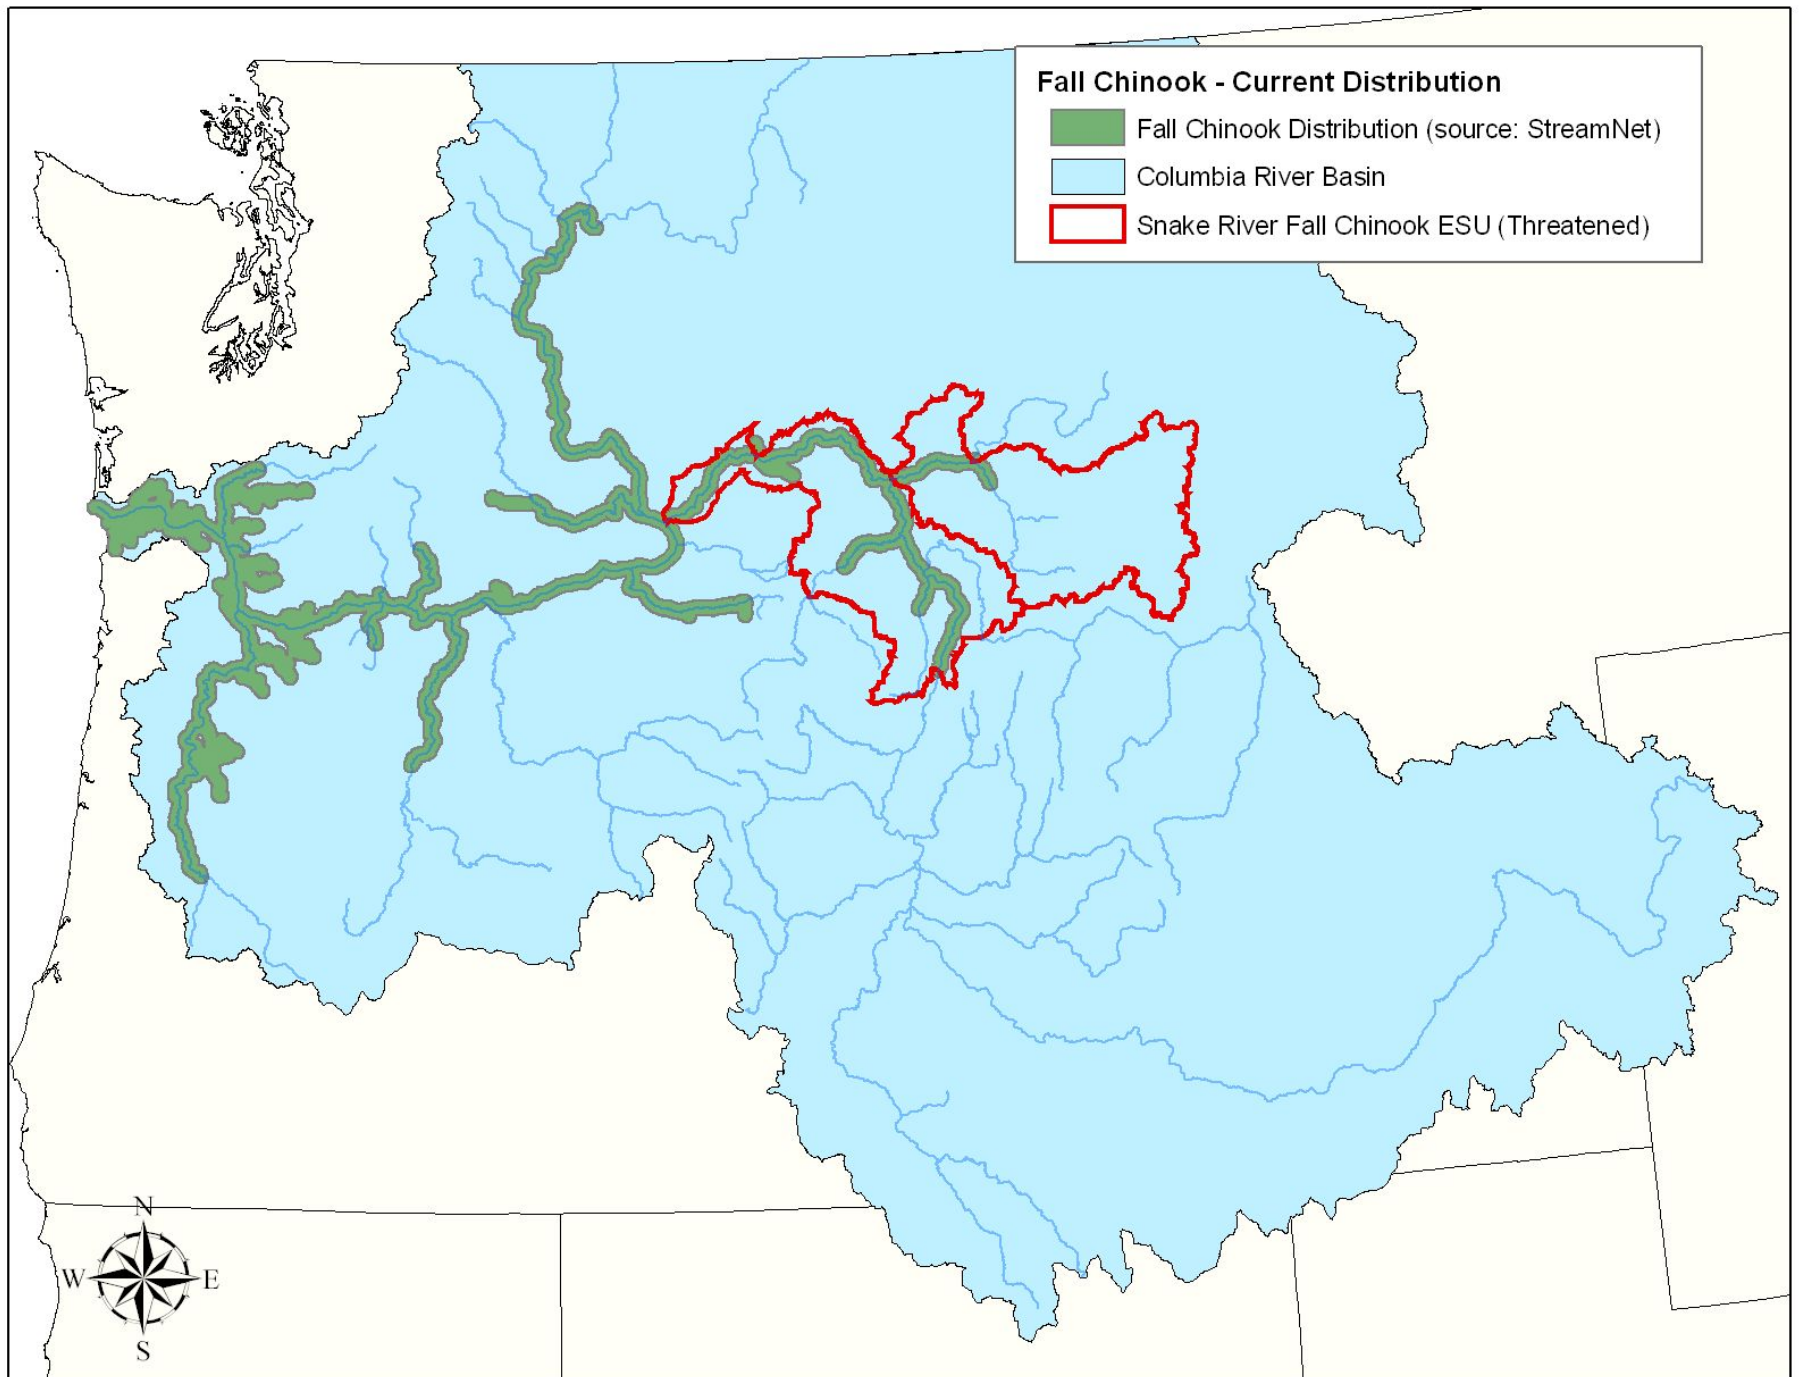 Fall Chinook - Current Distribution
Fall Chinook Distribution (source: StreamNet)
Columbia River Basin
Snake River Fall Chinook ESU (Threatened)
N
W E
S